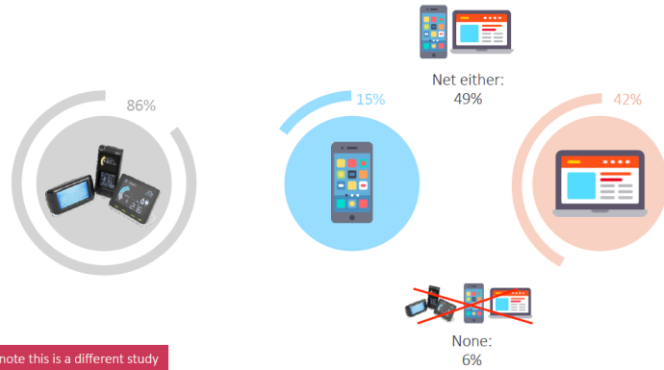 Net either:
49%
86%
15%
42%
None:
6%
note this is a different study